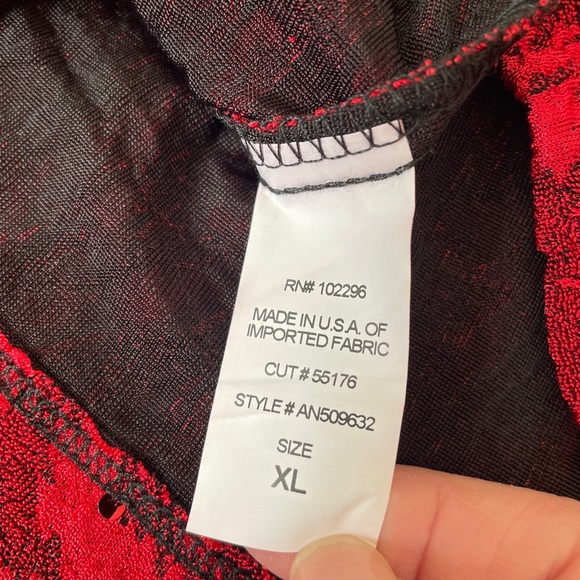 RN# 102296
MADE IN U.S.A. OF
IMPORTED FABRIC
CUT # 55176
STYLE # AN509632
SIZE
XL